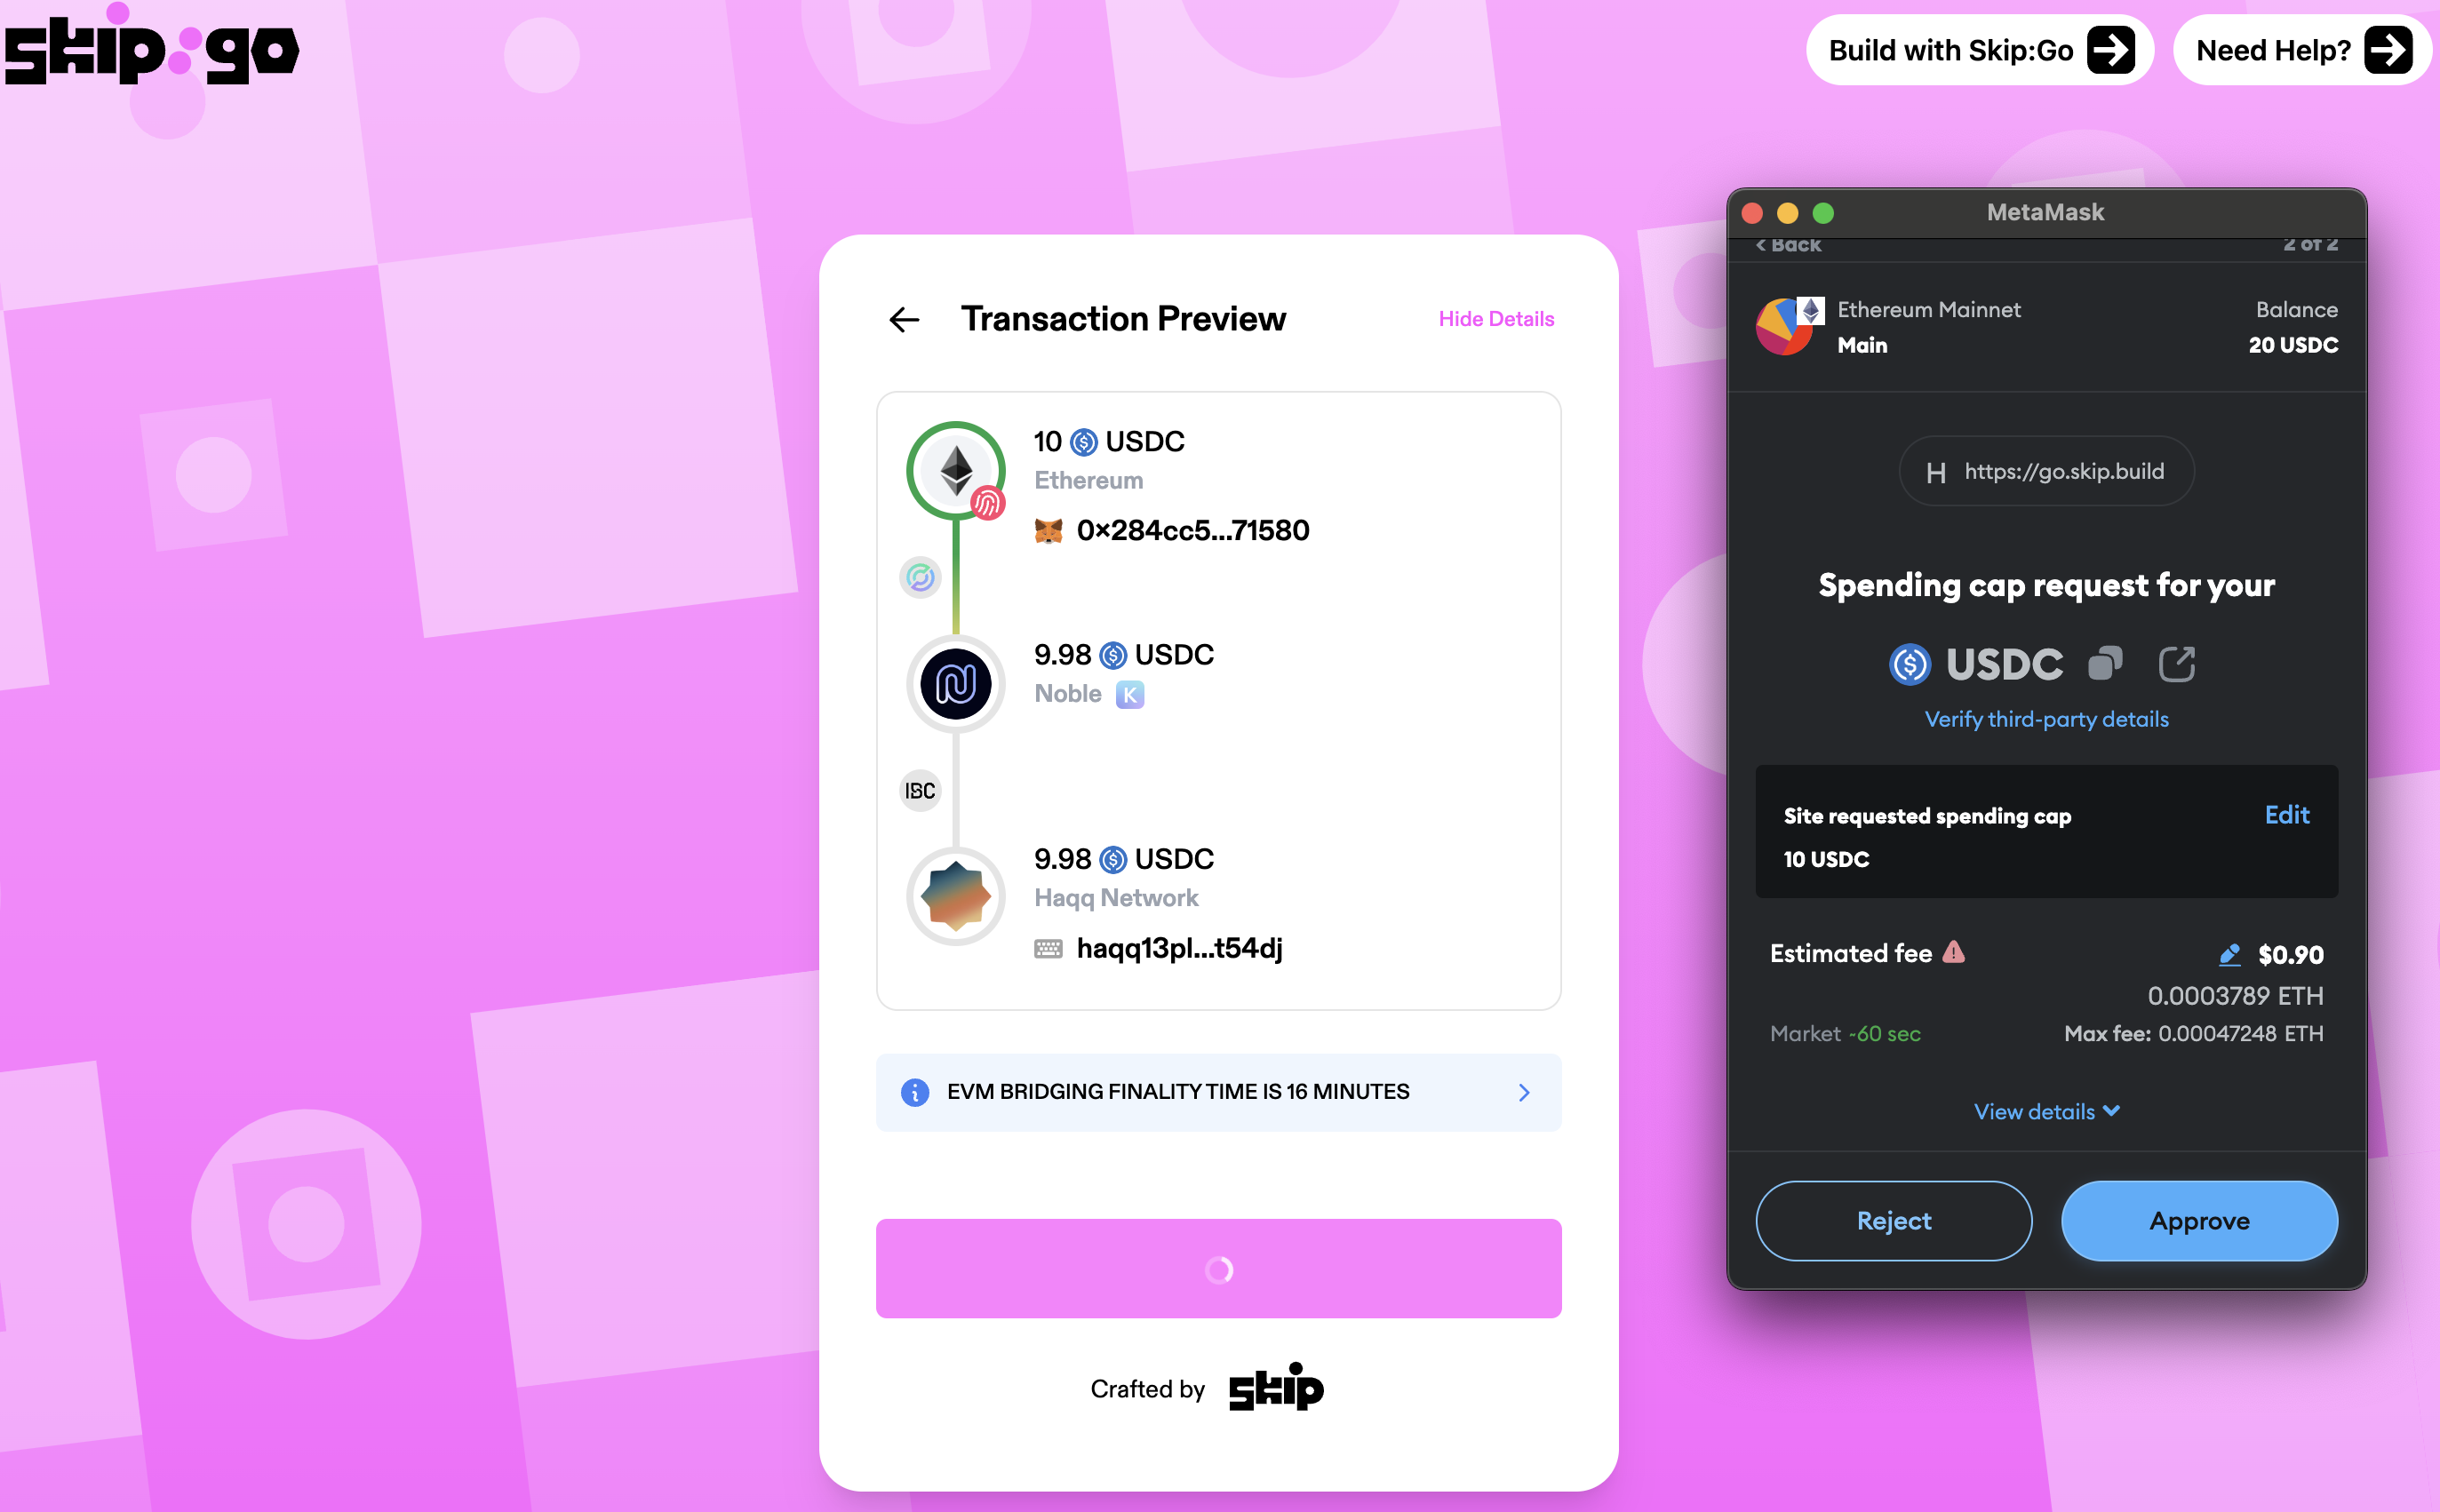 skip:go
Build with Skip:Go
Need Help?
Transaction Preview
Hide Details
10 USDC
Ethereum
0×284cc5...71580
9.98 USDC
Noble K
IBC
9.98 USDC
Haqq Network
haqq13pl...t54dj
EVM BRIDGING FINALITY TIME IS 16 MINUTES
Crafted by skip
MetaMask
< Back
2 of 2
Ethereum Mainnet
Balance
Main
20 USDC
H https://go.skip.build
Spending cap request for your
USDC
Verify third-party details
Site requested spending cap
Edit
10 USDC
Estimated fee
$0.90
0.0003789 ETH
Market ~60 sec
Max fee: 0.00047248 ETH
View details
Reject
Approve